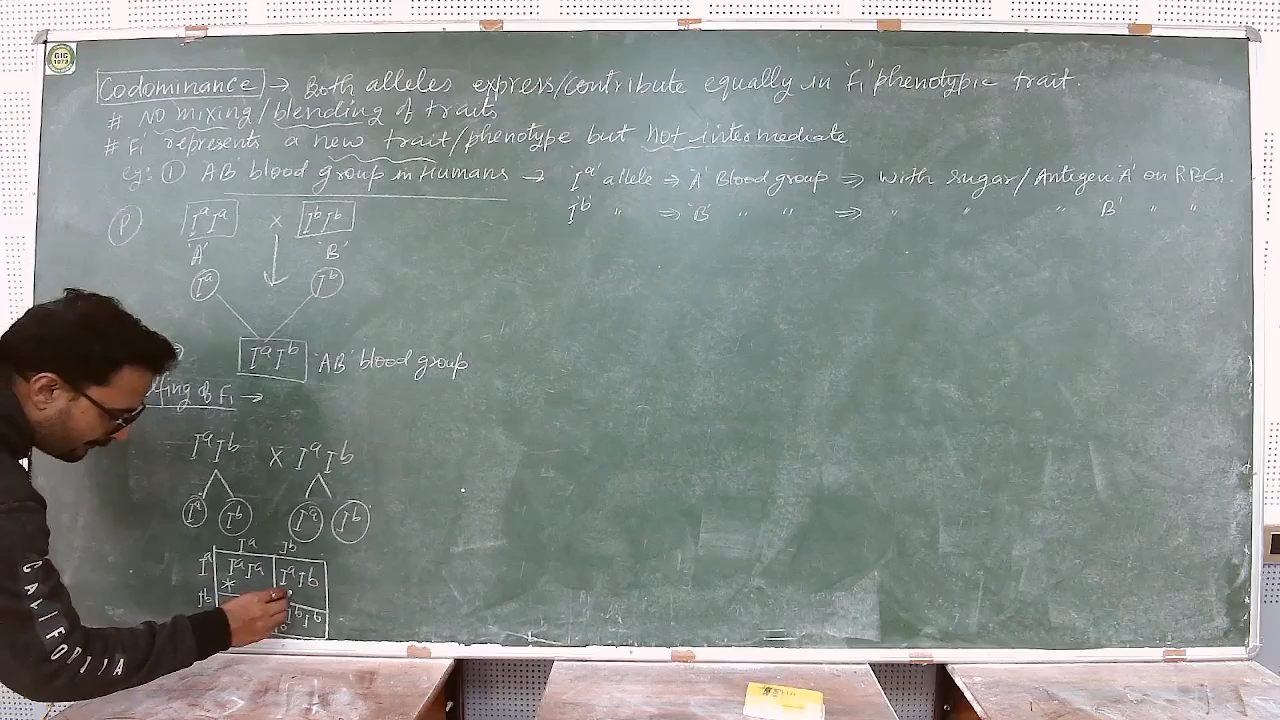 GIC
1973
Codominance → Both alleles express/contribute equally in 'F₁' phenotypic trait.
# No mixing/blending of traits
# F₁ represents a new trait/phenotype but not intermediate
eg: ① 'AB' blood group in Humans → Iᵃ allele ⇒ 'A' Blood group ⇒ with sugar/Antigen 'A' on RBCs.
Iᵇ " ⇒ 'B' " " ⇒ " " " B' " "
P IᵃIᵃ × IᵇIᵇ
'A' 'B'
Iᵃ Iᵇ
IᵃIᵇ 'AB' blood group
of F₁ →
IᵃIᵇ × IᵃIᵇ
Iᵃ Iᵇ Iᵃ Iᵇ
Iᵃ Iᵇ
Iᵃ IᵃIᵃ IᵃIᵇ
*
Iᵇ IᵇIᵇ
CALIFORNIA